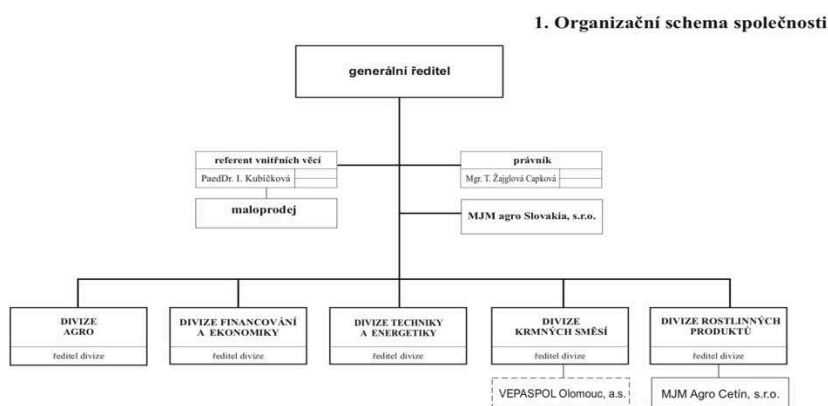 1. Organizační schema společnosti
generální ředitel
referent vnitřních věcí
PaedDr. I. Kubíčková
maloprodej
právník
Mgr. T. Žajglová Capková
MJM agro Slovakia, s.r.o.
DIVIZE
AGRO
ředitel divize
DIVIZE FINANCOVÁNÍ
A EKONOMIKY
ředitel divize
DIVIZE TECHNIKY
A ENERGETIKY
ředitel divize
DIVIZE
KRMNÝCH SMĚSÍ
ředitel divize
VEPASPOL Olomouc, a.s.
DIVIZE ROSTLINNÝCH
PRODUKTŮ
ředitel divize
MJM Agro Cetín, s.r.o.